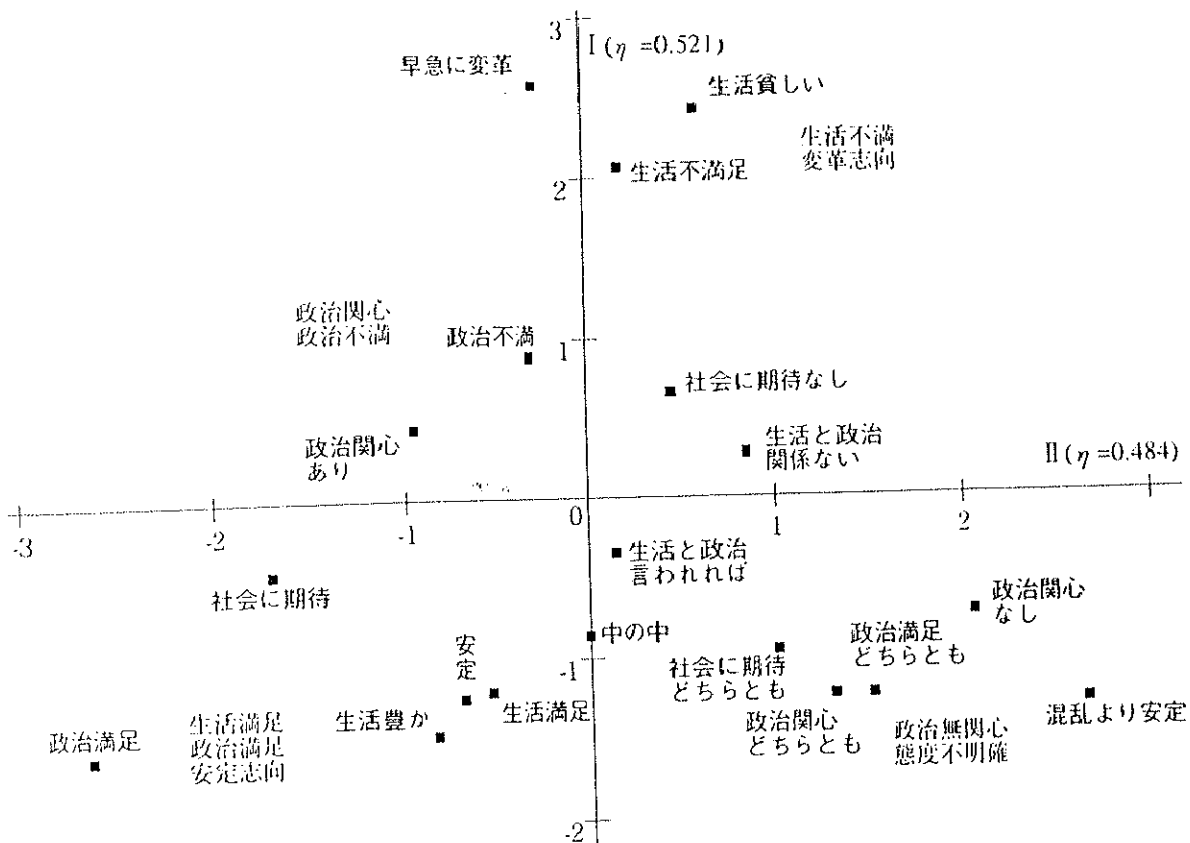 3
I (η =0.521)
早急に変革
生活貧しい
生活不満
変革志向
生活不満足
2
政治関心
政治不満
政治不満
1
社会に期待なし
政治関心
あり
生活と政治
関係ない
II (η =0.484)
-3
-2
-1
0
1
2
生活と政治
言われれば
社会に期待
政治関心
なし
安定
中の中
政治満足
どちらとも
-1
社会に期待
どちらとも
生活満足
政治満足
安定志向
生活豊か
生活満足
政治関心
どちらとも
政治無関心
態度不明確
混乱より安定
政治満足
-2